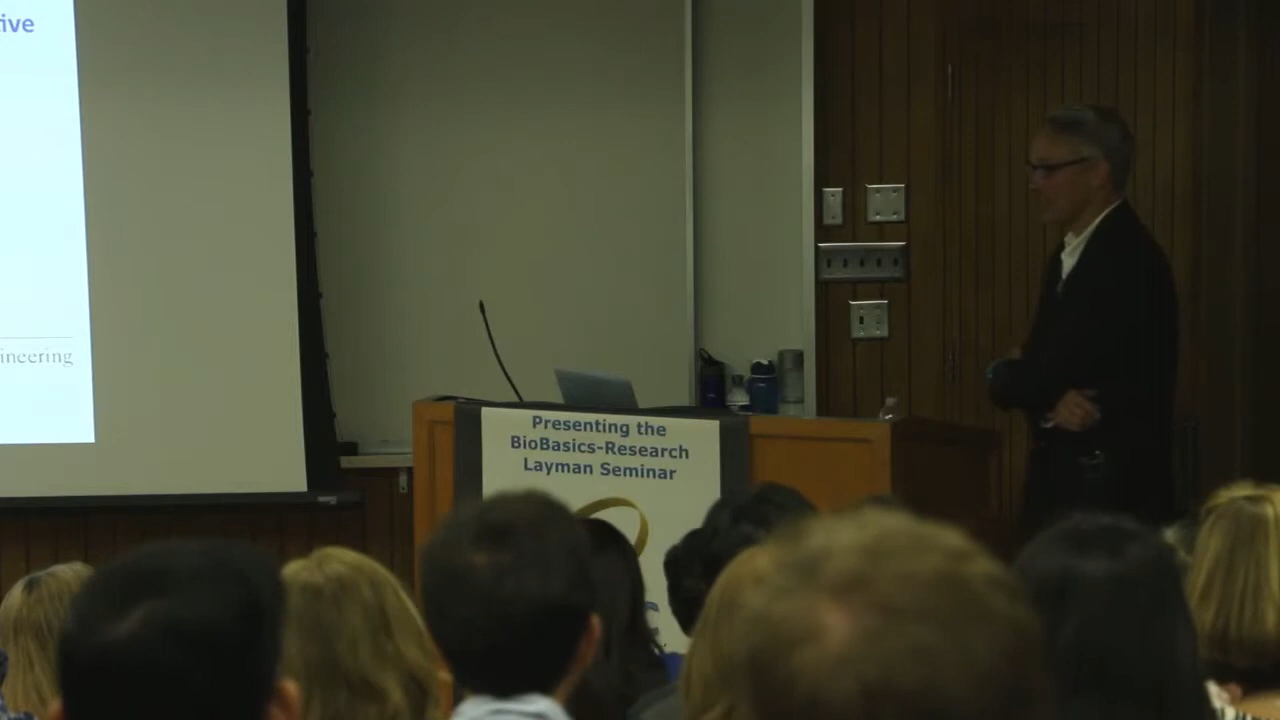 ive
ineering
Presenting the
BioBasics-Research
Layman Seminar